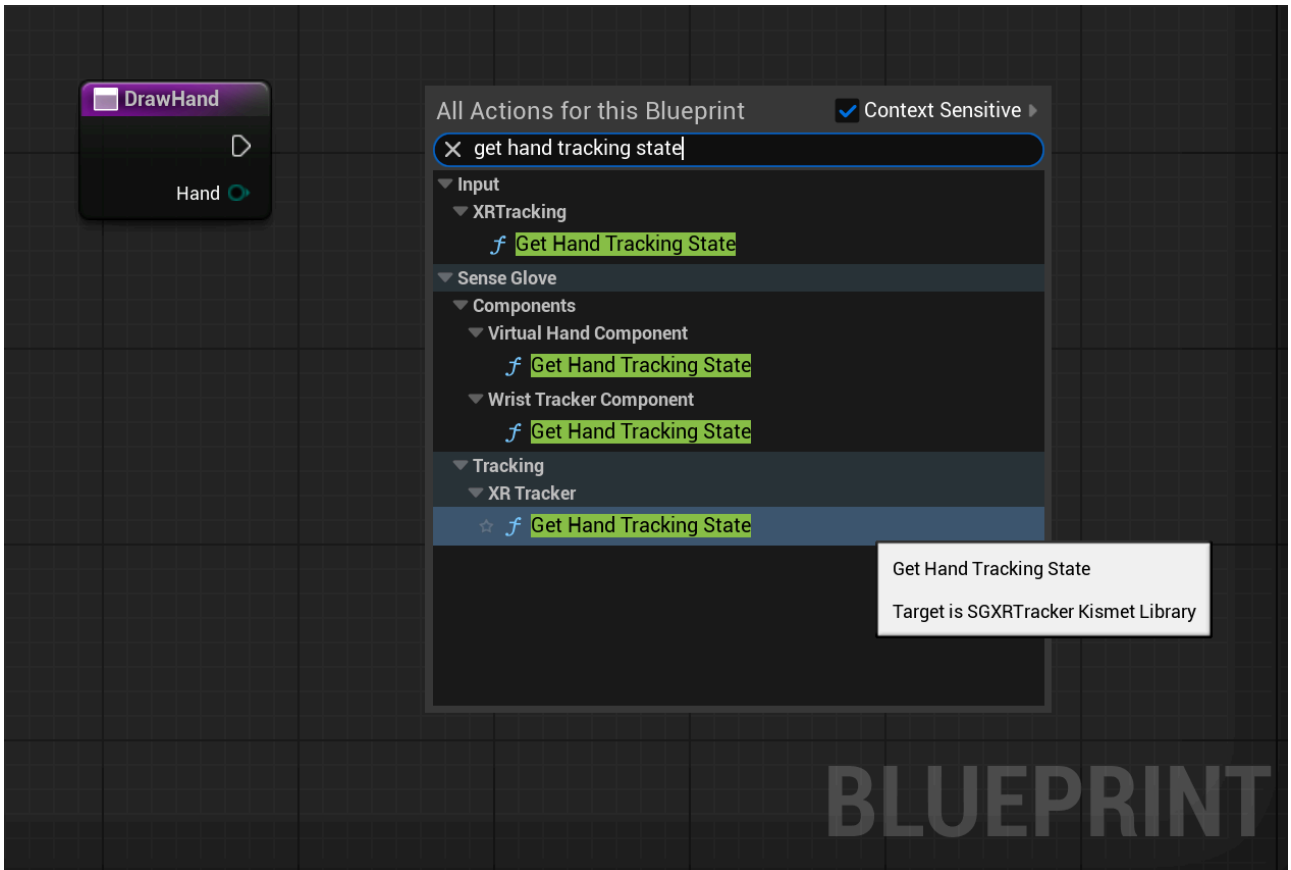 DrawHand
Hand
All Actions for this Blueprint
Context Sensitive
get hand tracking state
Input
XRTracking
Get Hand Tracking State
Sense Glove
Components
Virtual Hand Component
Get Hand Tracking State
Wrist Tracker Component
Get Hand Tracking State
Tracking
XR Tracker
Get Hand Tracking State
Get Hand Tracking State
Target is SGXRTracker Kismet Library
BLUEPRINT